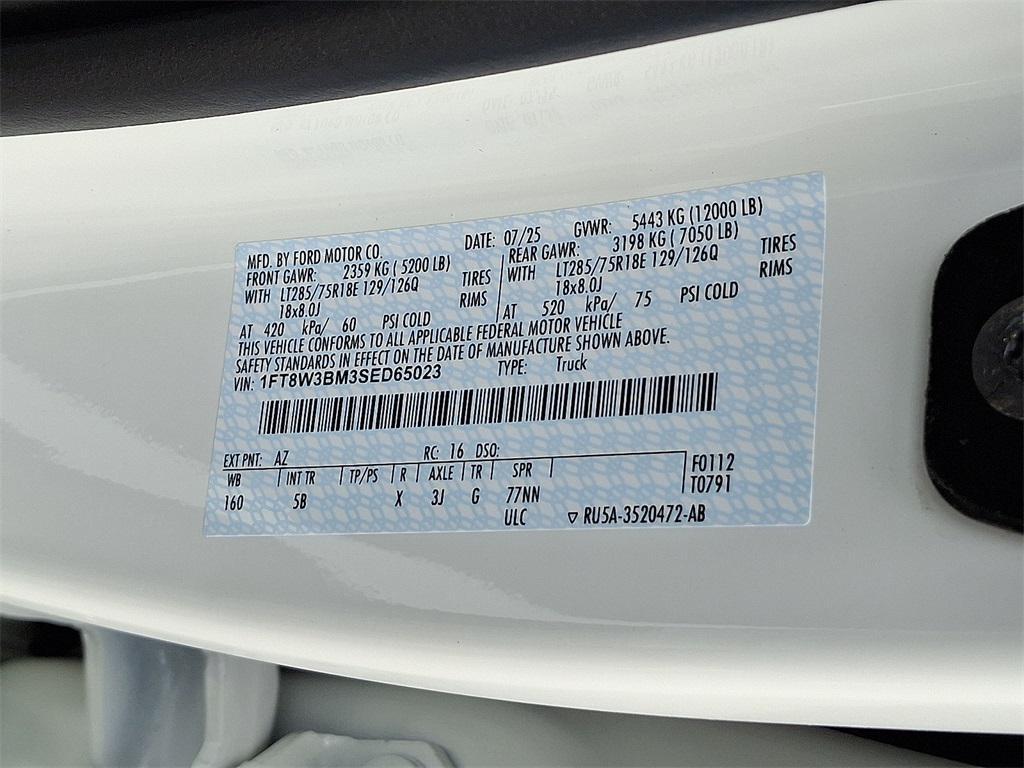 MFD. BY FORD MOTOR CO. DATE: 07/25 GVWR: 5443 KG (12000 LB)
FRONT GAWR: 2359 KG ( 5200 LB) REAR GAWR: 3198 KG ( 7050 LB)
WITH LT285/75R18E 129/126Q TIRES WITH LT285/75R18E 129/126Q TIRES
18x8.0J RIMS 18x8.0J RIMS
AT 420 kPa/ 60 PSI COLD AT 520 kPa/ 75 PSI COLD
THIS VEHICLE CONFORMS TO ALL APPLICABLE FEDERAL MOTOR VEHICLE
SAFETY STANDARDS IN EFFECT ON THE DATE OF MANUFACTURE SHOWN ABOVE.
VIN: 1FT8W3BM3SED65023 TYPE: Truck
EXT PNT: AZ RC: 16 DSO:
WB INT TR TP/PS R AXLE TR SPR F0112
160 5B X 3J G 77NN T0791
ULC ▽ RU5A-3520472-AB